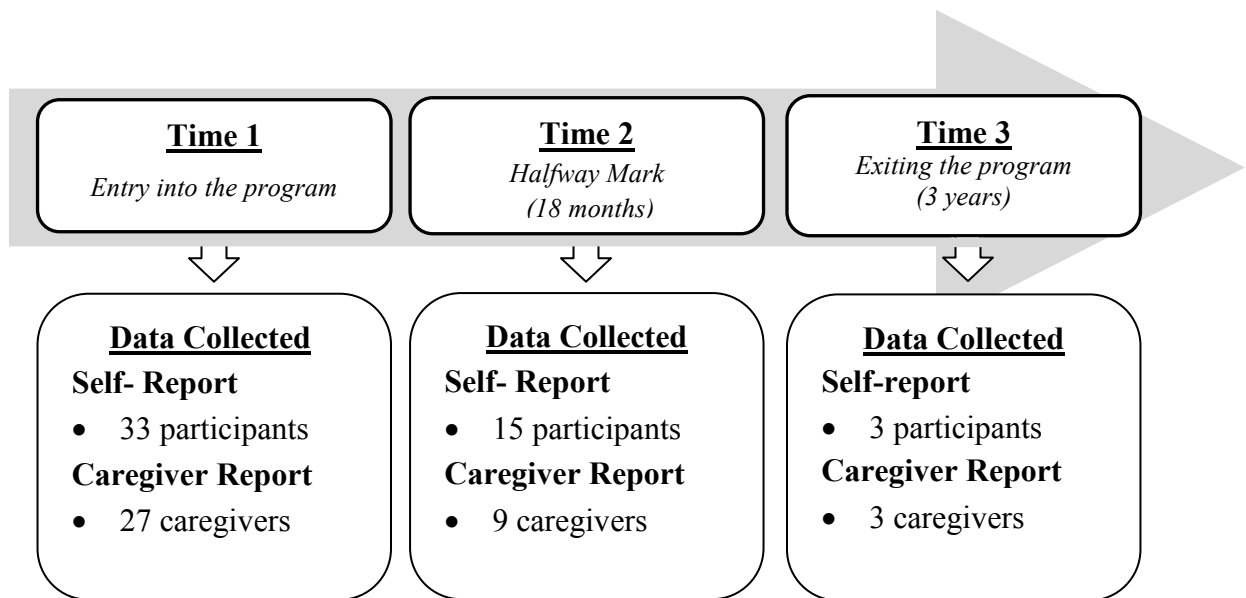 Time 1
Entry into the program
Time 2
Halfway Mark
(18 months)
Time 3
Exiting the program
(3 years)
Data Collected
Self- Report
• 33 participants
Caregiver Report
• 27 caregivers
Data Collected
Self- Report
• 15 participants
Caregiver Report
• 9 caregivers
Data Collected
Self-report
• 3 participants
Caregiver Report
• 3 caregivers